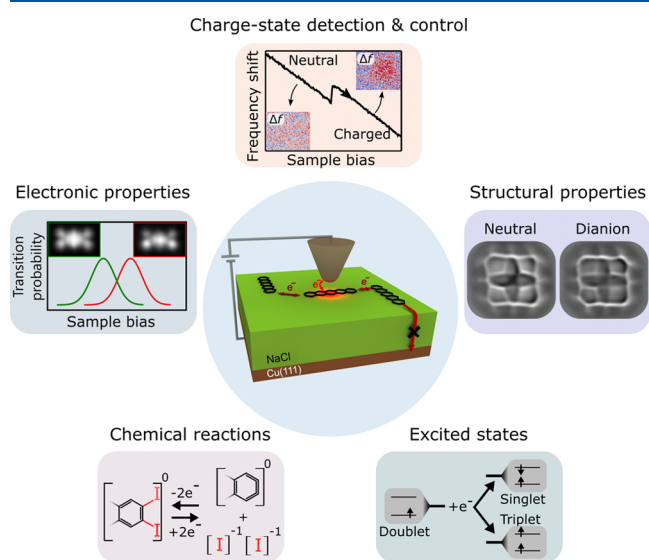 Charge-state detection & control
Frequency shift
Neutral
Δf
Δf
Charged
Sample bias
Electronic properties
Transition
probability
Sample bias
Structural properties
Neutral Dianion
e⁻
e⁻
e⁻
NaCl
Cu(111)
Chemical reactions
[I I]⁰
-2e⁻
+2e⁻
[ ]⁰
+
[I]⁻¹ [I]⁻¹
Excited states
Doublet
+e⁻
Singlet
Triplet